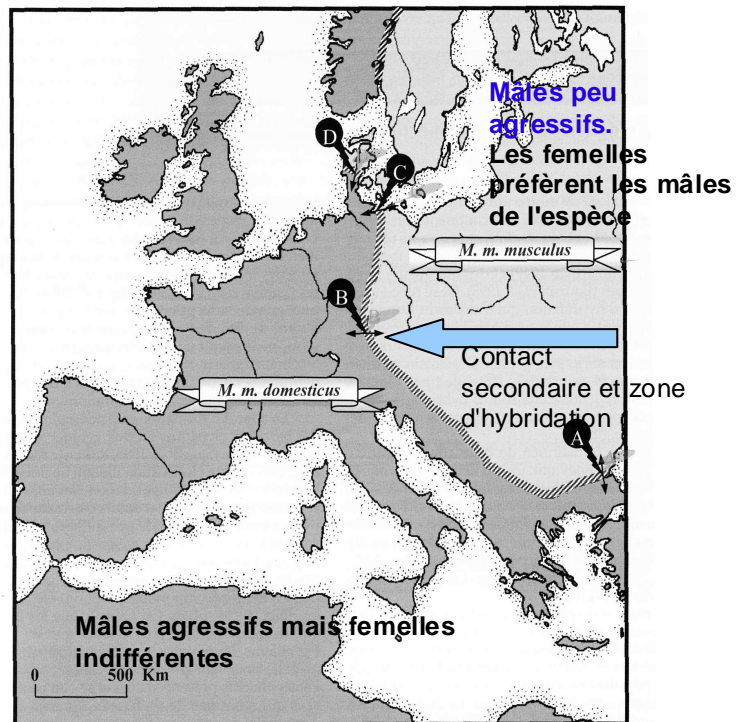 Mâles peu
agressifs.
Les femelles
préfèrent les mâles
de l'espèce
D
C
M. m. musculus
B
Contact
secondaire et zone
d'hybridation
M. m. domesticus
A
Mâles agressifs mais femelles
indifférentes
0 500 Km